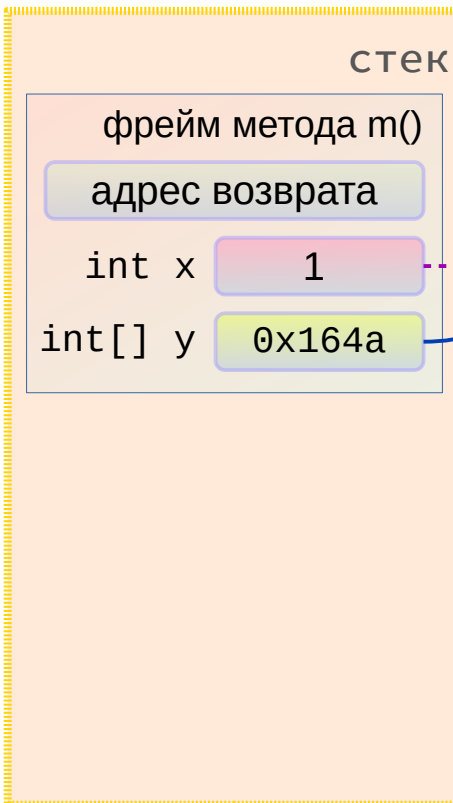 стек
фрейм метода m()
адрес возврата
int x 1
int[] y 0x164a